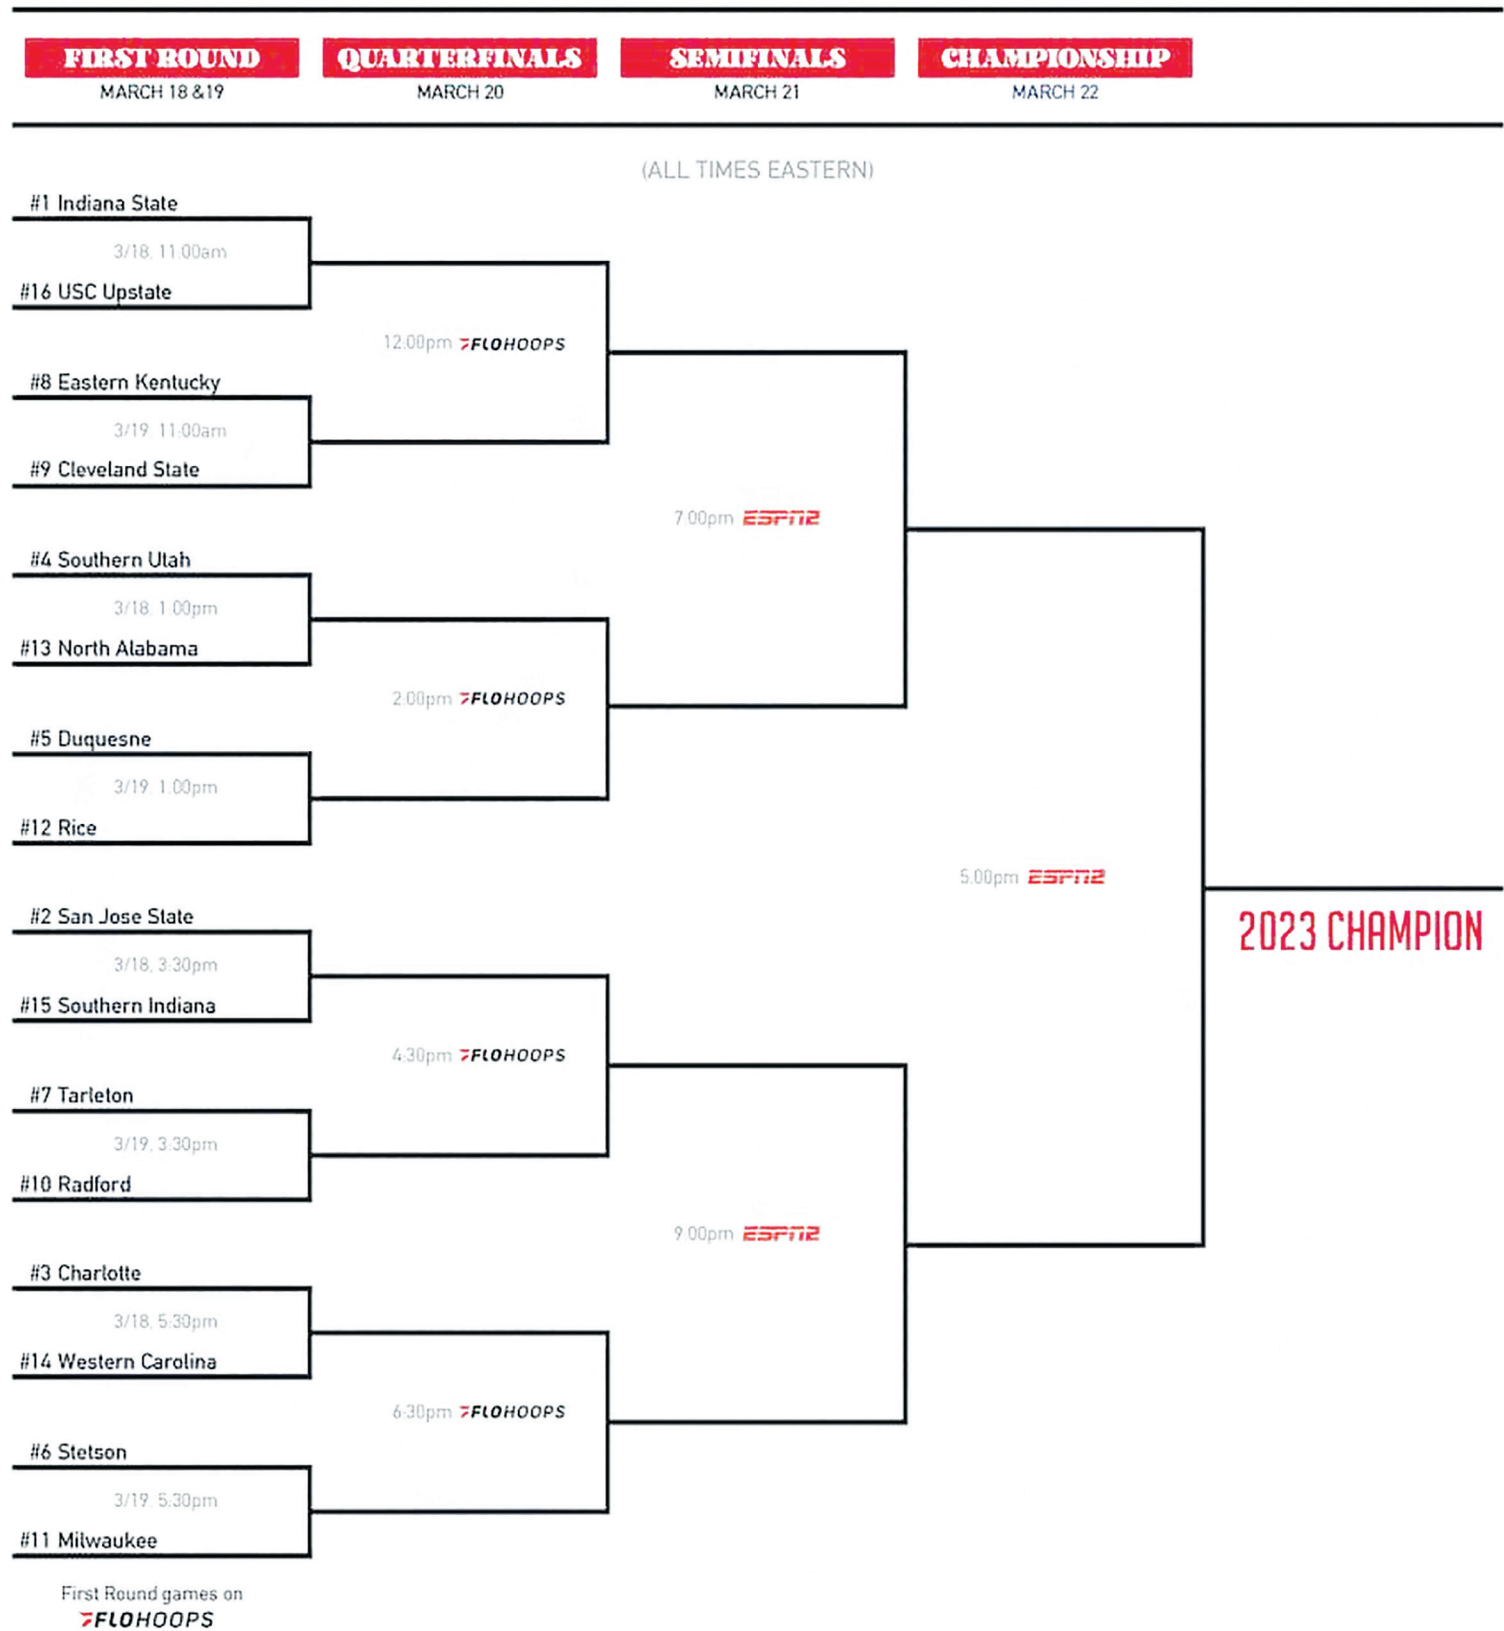 FIRST ROUND
MARCH 18 &19
QUARTERFINALS
MARCH 20
SEMIFINALS
MARCH 21
CHAMPIONSHIP
MARCH 22
(ALL TIMES EASTERN)
#1 Indiana State
3/18, 11:00am
#16 USC Upstate
12:00pm FLOHOOPS
#8 Eastern Kentucky
3/19 11:00am
#9 Cleveland State
7:00pm ESPN2
#4 Southern Utah
3/18 1:00pm
#13 North Alabama
2:00pm FLOHOOPS
#5 Duquesne
3/19, 1:00pm
#12 Rice
5:00pm ESPN2
2023 CHAMPION
#2 San Jose State
3/18, 3:30pm
#15 Southern Indiana
4:30pm FLOHOOPS
#7 Tarleton
3/19, 3:30pm
#10 Radford
9:00pm ESPN2
#3 Charlotte
3/18, 5:30pm
#14 Western Carolina
6:30pm FLOHOOPS
#6 Stetson
3/19, 5:30pm
#11 Milwaukee
First Round games on
FLOHOOPS